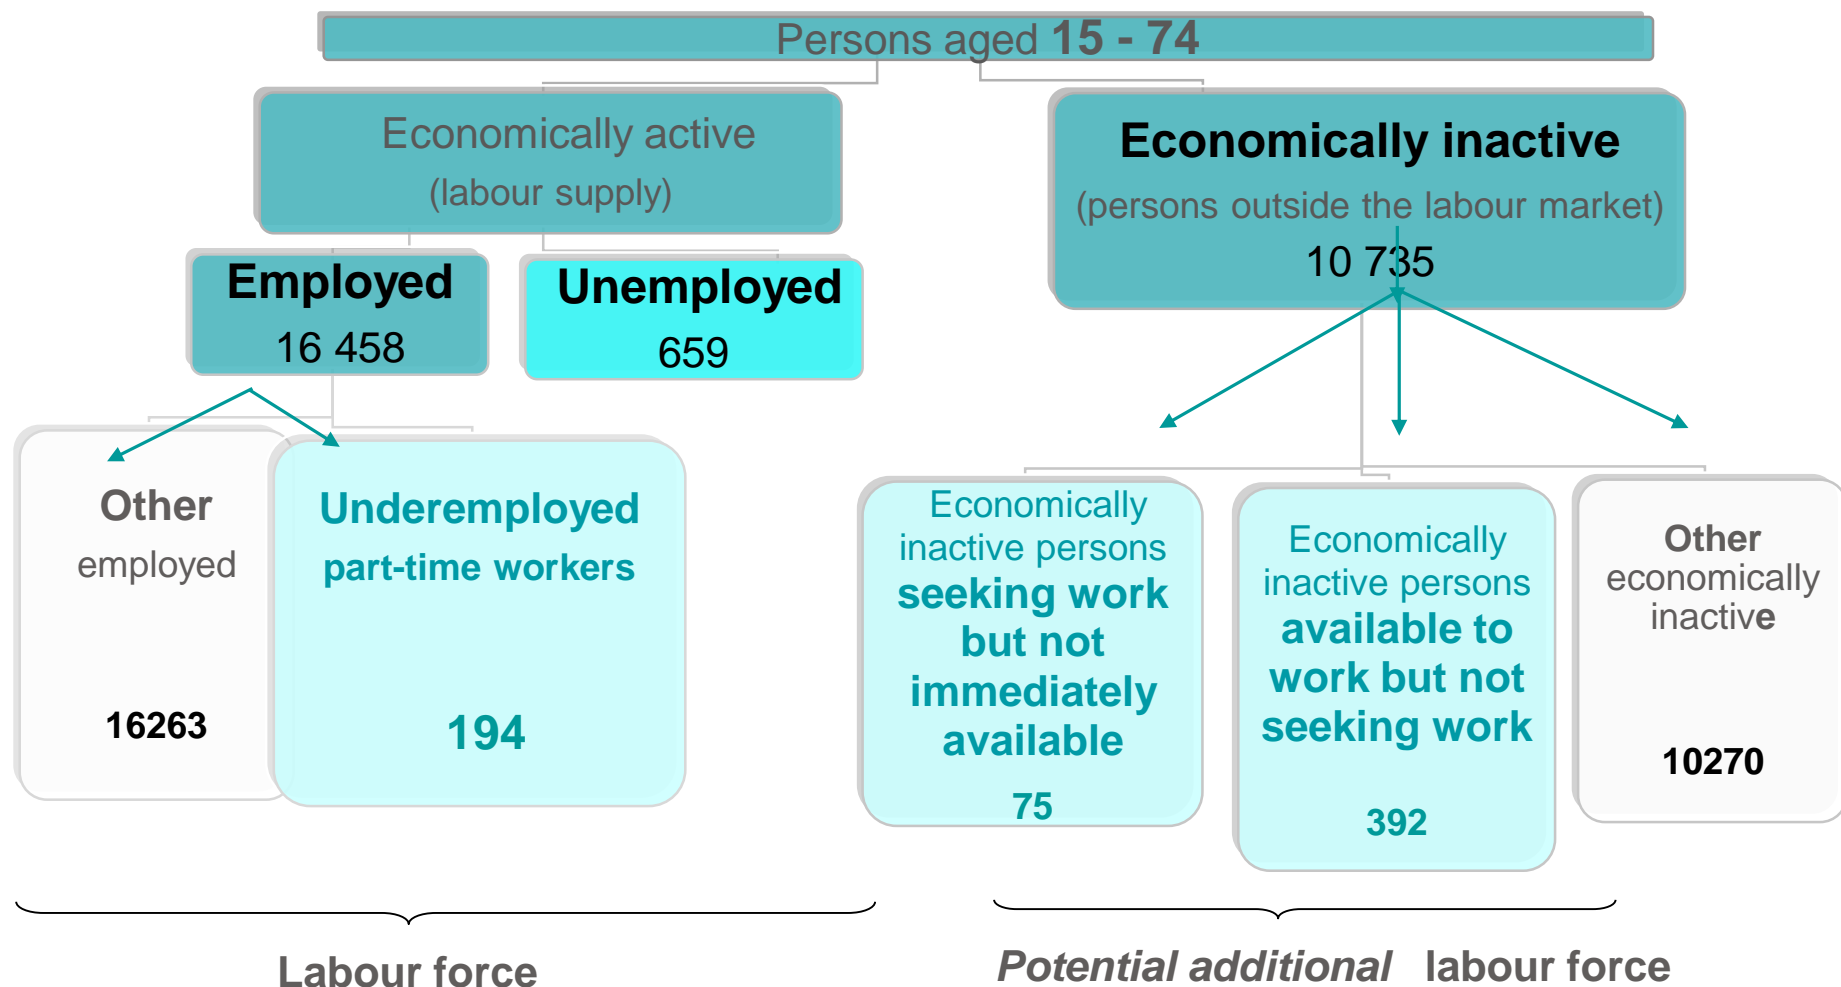 Persons aged 15 - 74
Economically active
(labour supply)
Economically inactive
(persons outside the labour market)
10 735
Employed
16 458
Unemployed
659
Other
employed
16263
Underemployed
part-time workers
194
Economically
inactive persons
seeking work
but not
immediately
available
75
Economically
inactive persons
available to
work but not
seeking work
392
Other
economically
inactive
10270
Labour force
Potential additional labour force